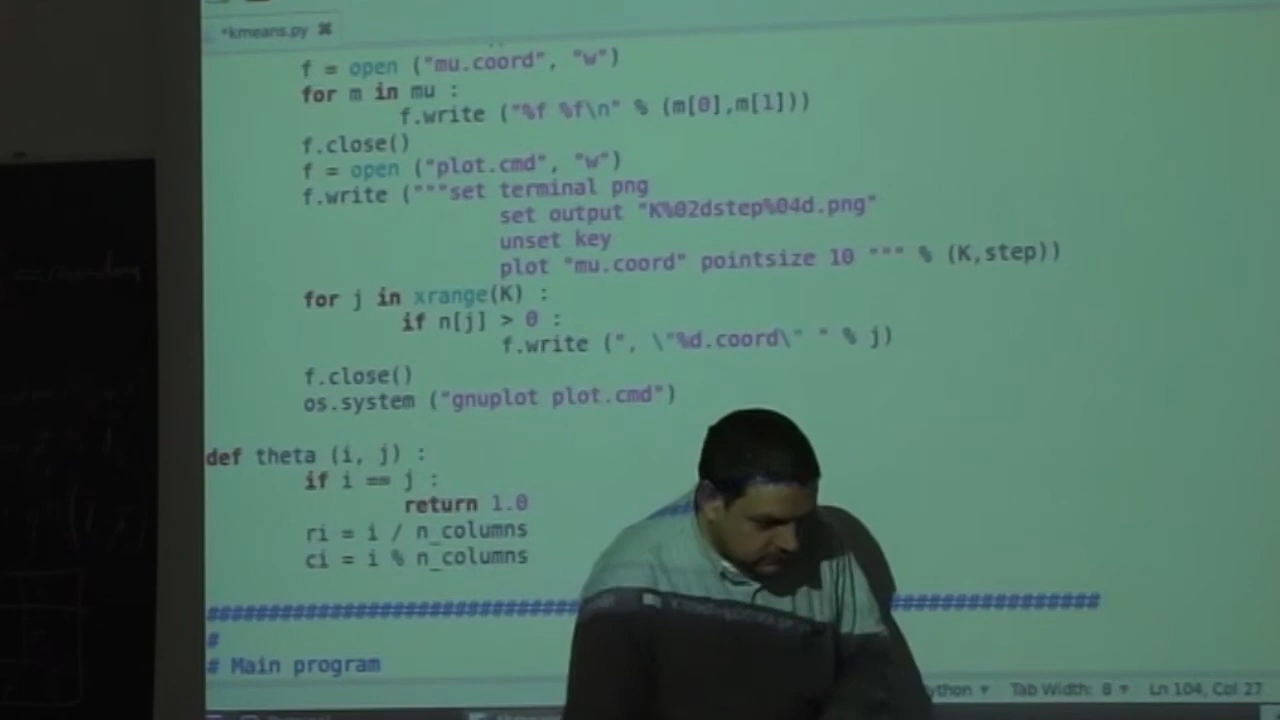 *kmeans.py ✖
f = open ("mu.coord", "w")
for m in mu :
f.write ("%f %f\n" % (m[0],m[1]))
f.close()
f = open ("plot.cmd", "w")
f.write ("""set terminal png
set output "K%02dstep%04d.png"
unset key
plot "mu.coord" pointsize 10 """ % (K,step))
for j in xrange(K) :
if n[j] > 0 :
f.write (", \"%d.coord\" " % j)
f.close()
os.system ("gnuplot plot.cmd")
def theta (i, j) :
if i == j :
return 1.0
ri = i / n_columns
ci = i % n_columns
#
# Main program
ython Tab Width: 8 Ln 104, Col 27